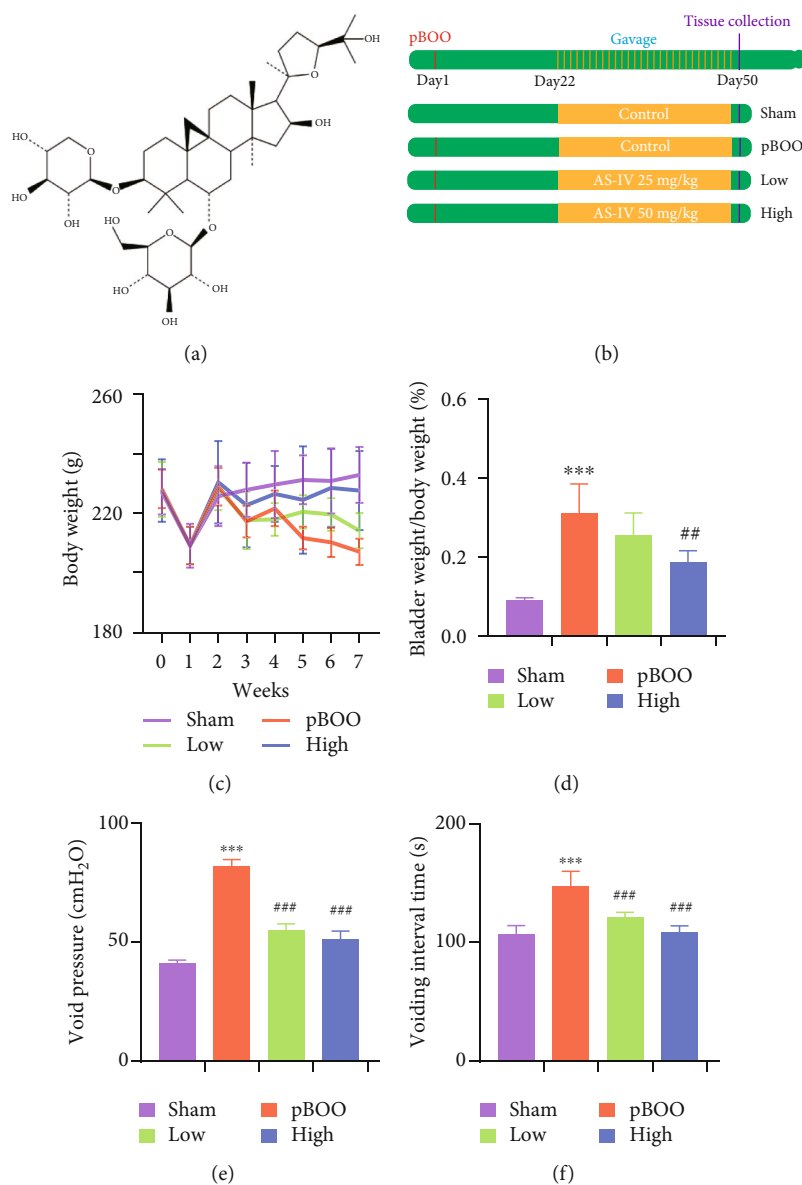 OH
O
OH
HO
O
O
O
HO
HO
OH
HO
O
O
HO
OH
OH
(a)
Tissue collection
pBOO
Gavage
Day1
Day22
Day50
Control
Sham
Control
pBOO
AS-IV 25 mg/kg
Low
AS-IV 50 mg/kg
High
(b)
260
220
180
Body weight (g)
0 1 2 3 4 5 6 7
Weeks
Sham pBOO
Low High
(c)
0.6
0.4
0.2
0.0
Bladder weight/body weight (%)
***
##
Sham pBOO
Low High
(d)
100
50
0
Void pressure (cmH₂O)
***
###
###
Sham pBOO
Low High
(e)
200
100
0
Voiding interval time (s)
***
###
###
Sham pBOO
Low High
(f)